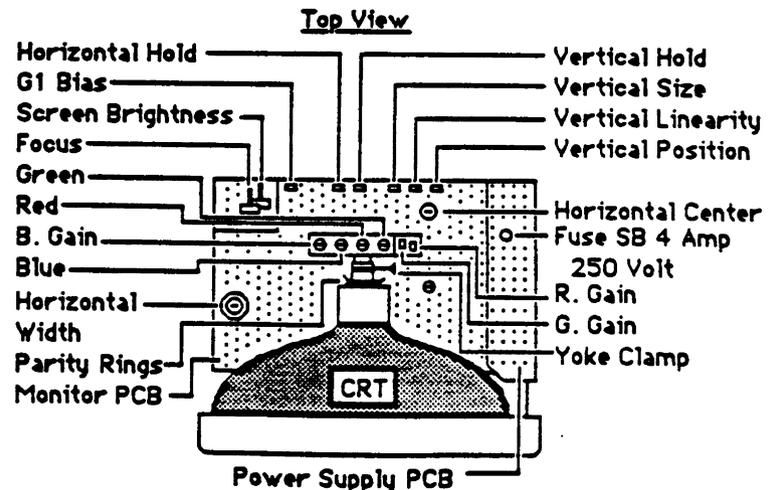 Top View
Horizontal Hold
G1 Bias
Screen Brightness
Focus
Green
Red
B. Gain
Blue
Horizontal
Width
Parity Rings
Monitor PCB
Vertical Hold
Vertical Size
Vertical Linearity
Vertical Position
Horizontal Center
Fuse SB 4 Amp
250 Volt
R. Gain
G. Gain
Yoke Clamp
CRT
Power Supply PCB